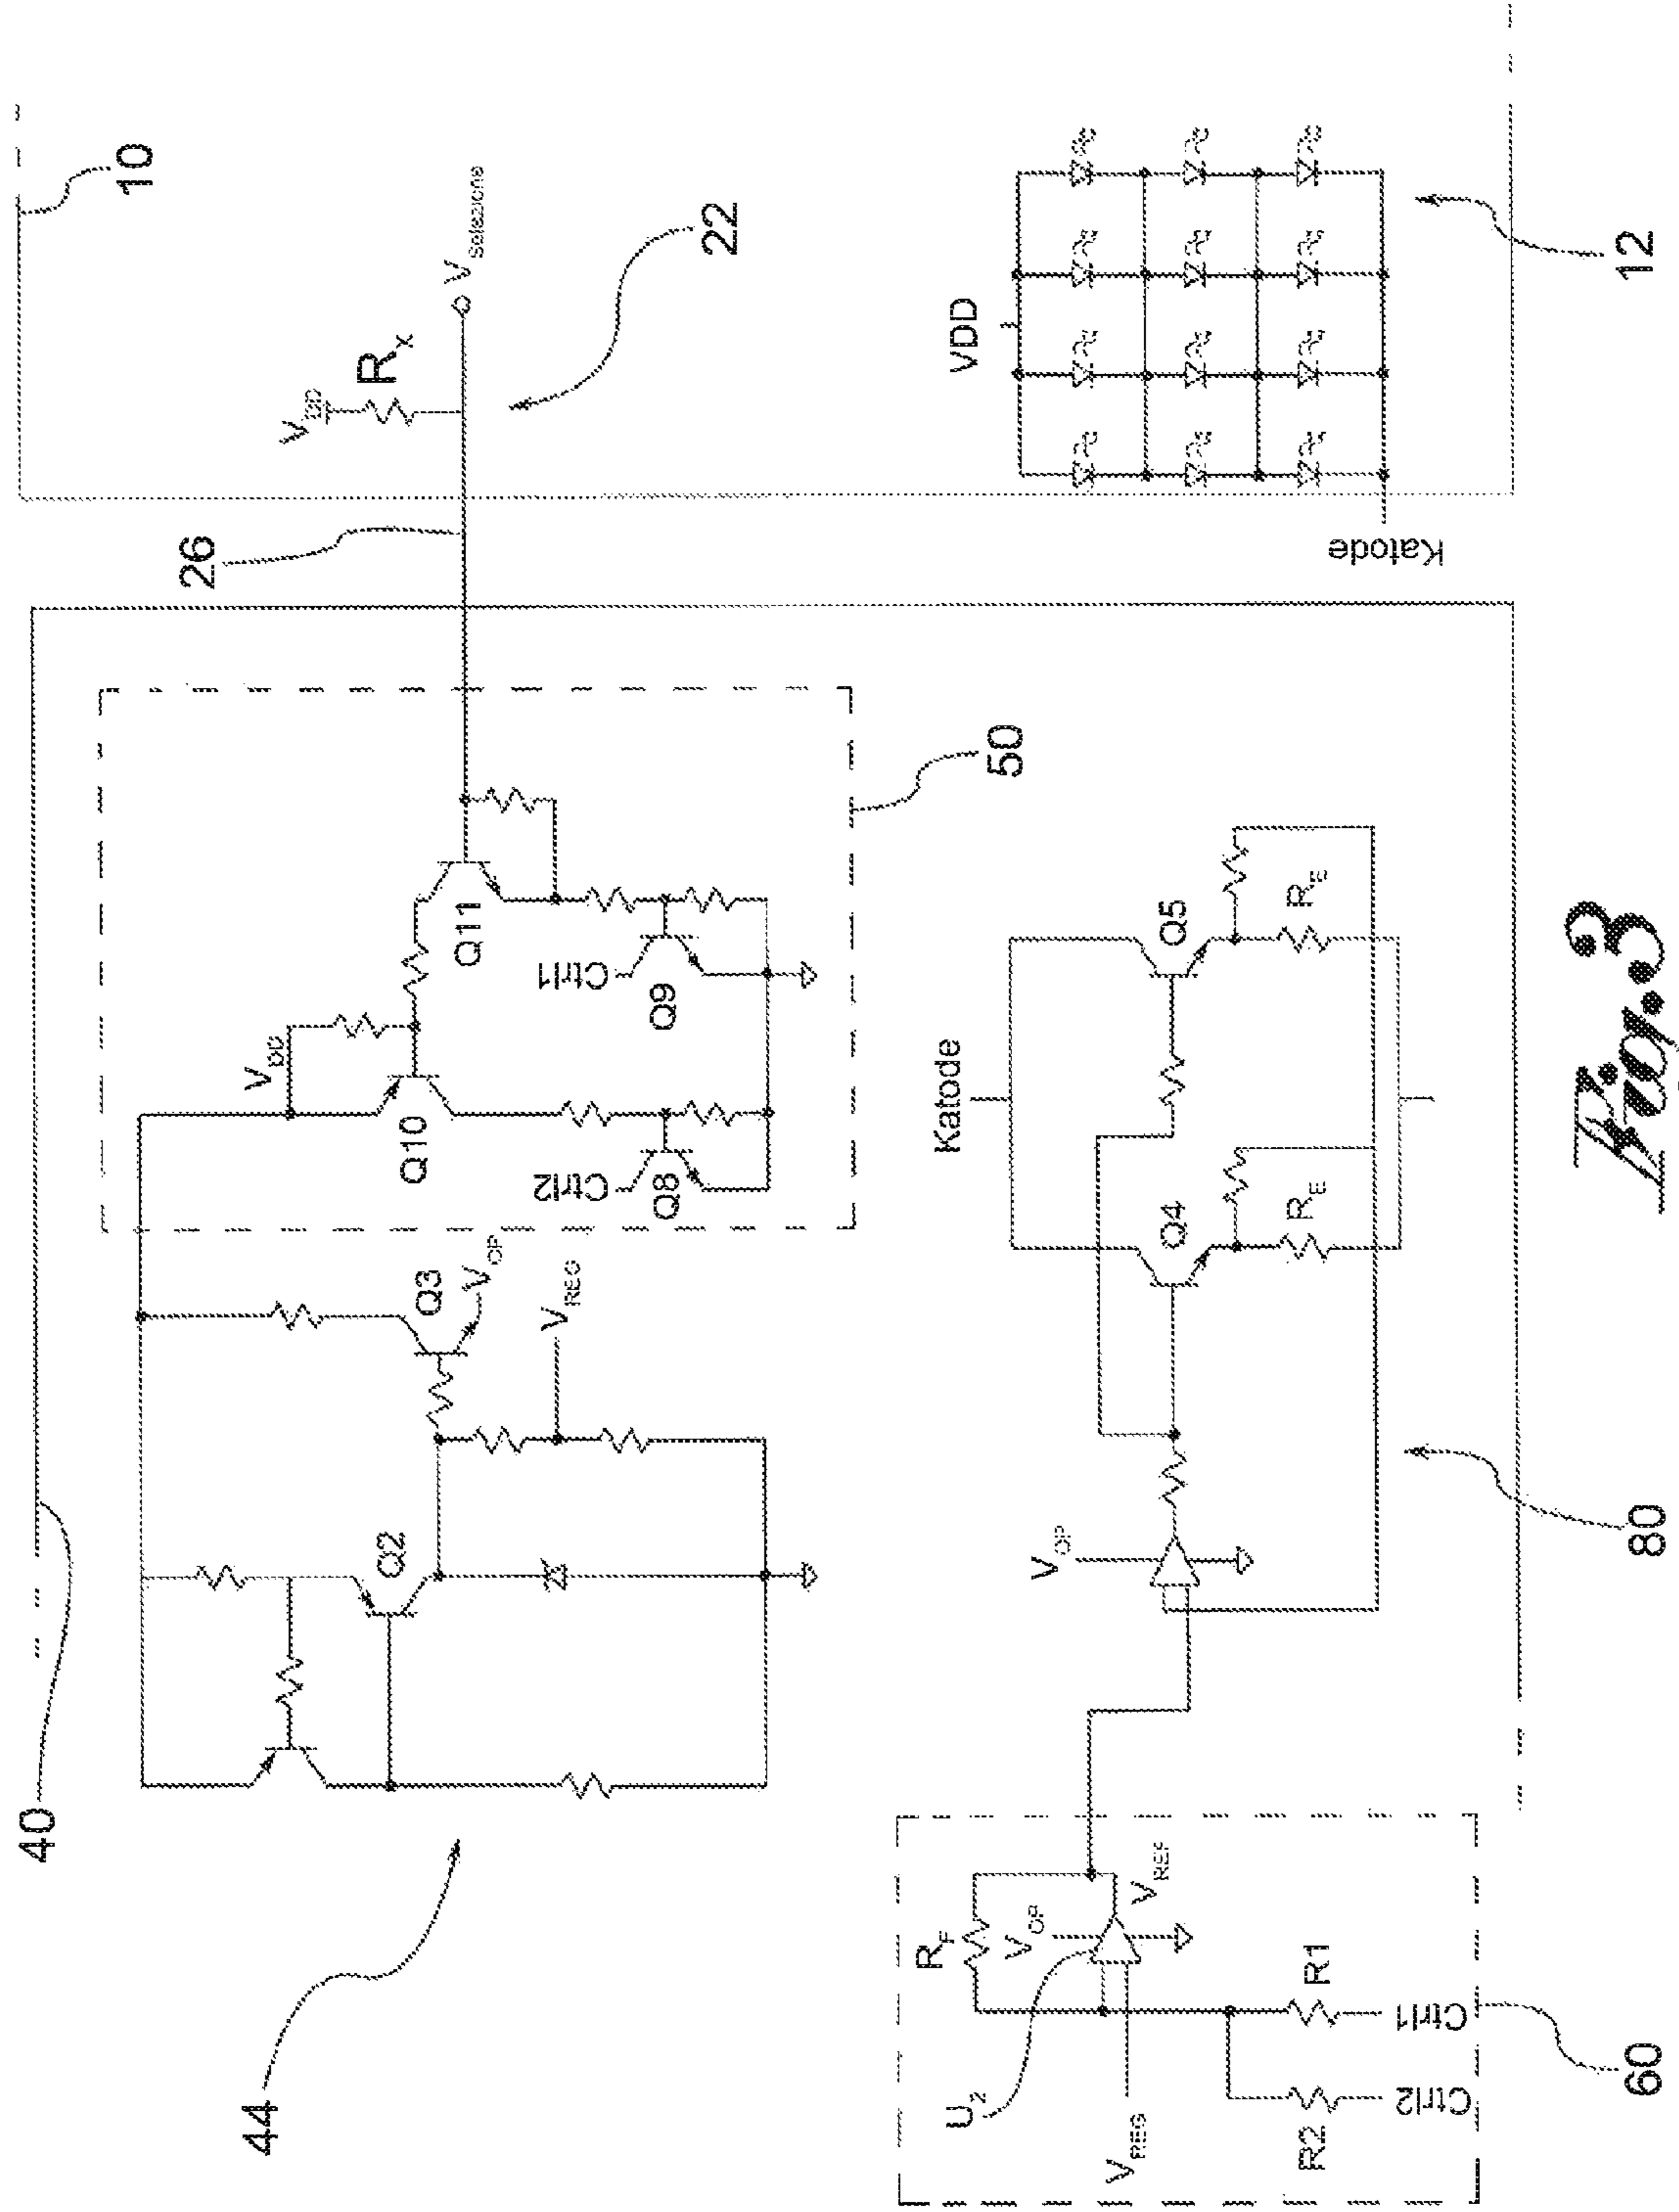 40
44
Q2
Q3
V_OP
V_REG
V_DD
Q10
Q11
Ctrl2
Q8
Ctrl1
Q9
50
26
10
V_DD
R_x
V_selezione
22
U_2
R_F
V_OP
V_REF
V_REG
R2
R1
Ctrl2
Ctrl1
60
V_OP
Katode
Q4
Q5
R_E
R_E
80
Katode
VDD
12
Fig.3